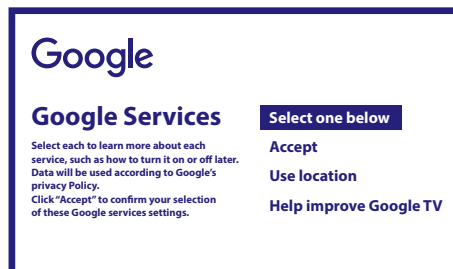 Google
Google Services
Select each to learn more about each
service, such as how to turn it on or off later.
Data will be used according to Google's
privacy Policy.
Click “Accept” to confirm your selection
of these Google services settings.
Select one below
Accept
Use location
Help improve Google TV